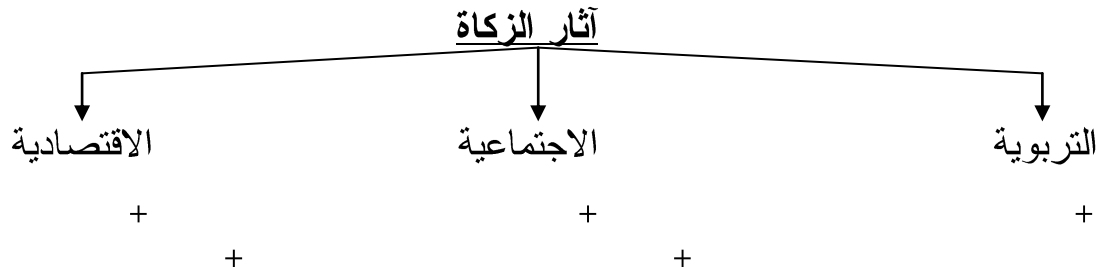 آثار الزكاة
التربوية الاجتماعية الاقتصادية
+ + +
+ +